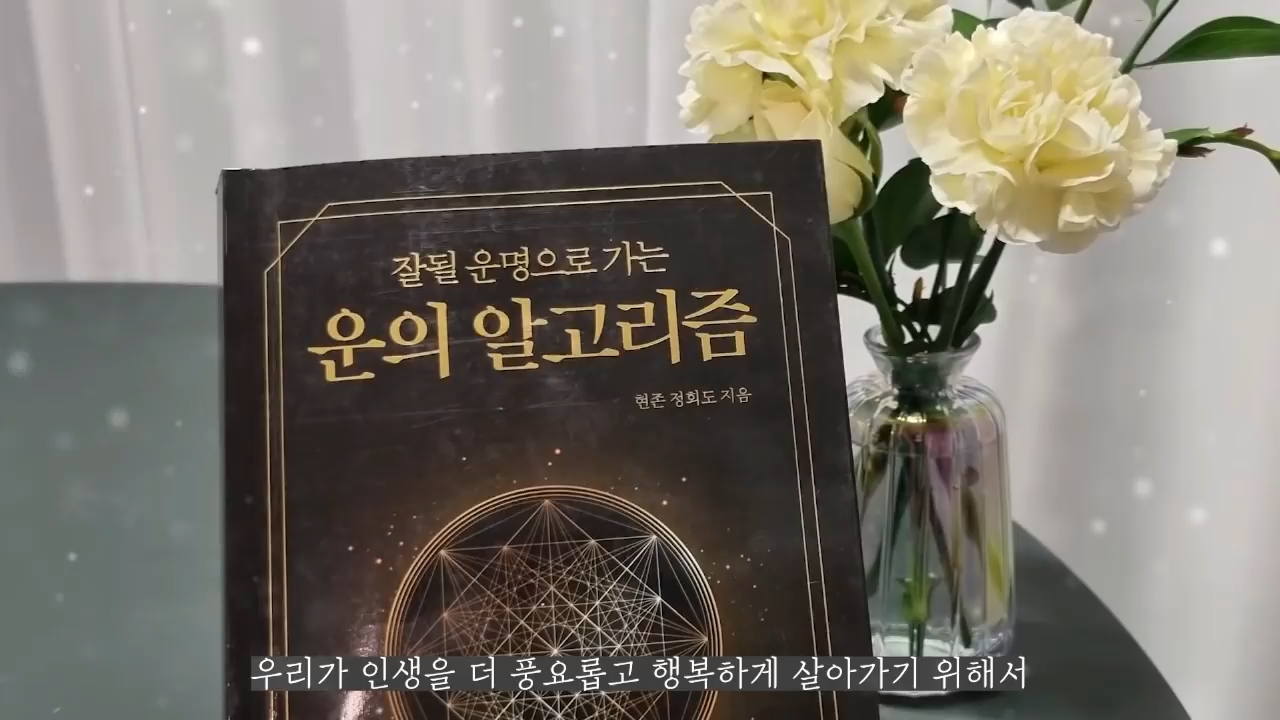 잘될 운명으로 가는
운의 알고리즘
현존 정회도 지음
우리가 인생을 더 풍요롭고 행복하게 살아가기 위해서